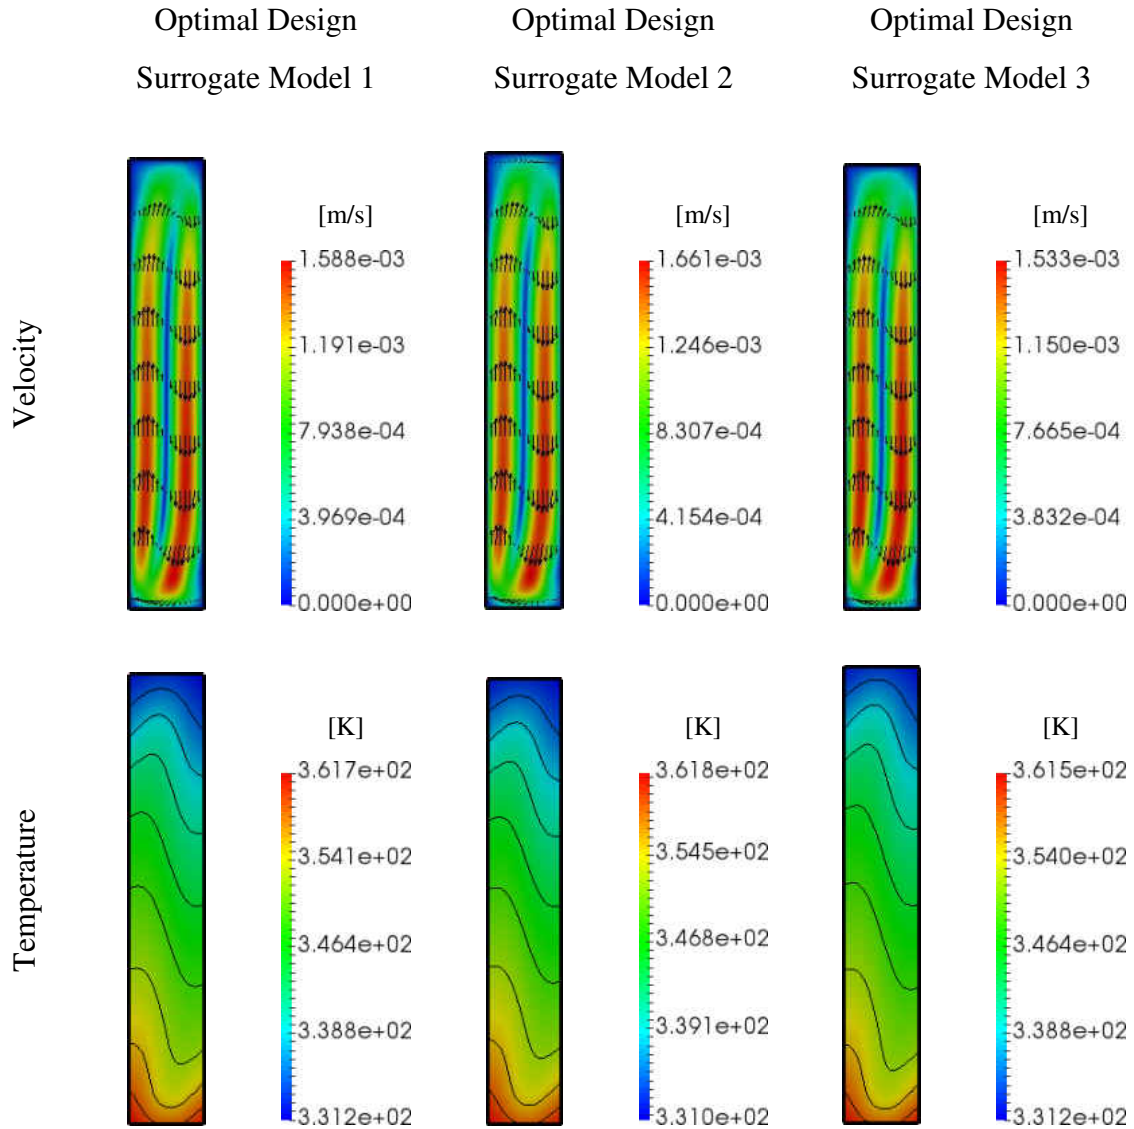 Optimal Design
Surrogate Model 1
Optimal Design
Surrogate Model 2
Optimal Design
Surrogate Model 3
Velocity
[m/s]
1.588e-03
1.191e-03
7.938e-04
3.969e-04
0.000e+00
[m/s]
1.661e-03
1.246e-03
8.307e-04
4.154e-04
0.000e+00
[m/s]
1.533e-03
1.150e-03
7.665e-04
3.832e-04
0.000e+00
Temperature
[K]
3.617e+02
3.541e+02
3.464e+02
3.388e+02
3.312e+02
[K]
3.618e+02
3.545e+02
3.468e+02
3.391e+02
3.310e+02
[K]
3.615e+02
3.540e+02
3.464e+02
3.388e+02
3.312e+02